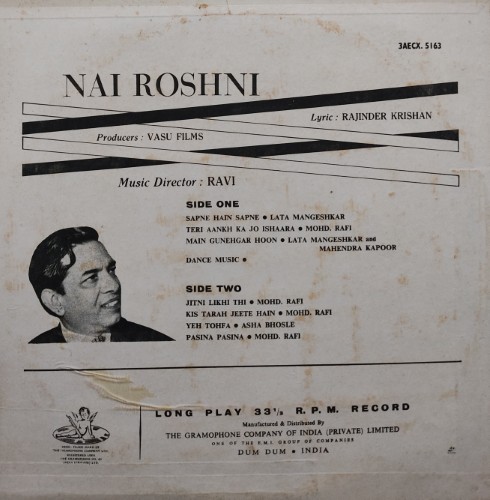 3AECX. 5163
NAI ROSHNI
Lyric : RAJINDER KRISHAN
Producers : VASU FILMS
Music Director : RAVI
SIDE ONE
SAPNE HAIN SAPNE ● LATA MANGESHKAR
TERI AANKH KA JO ISHAARA ● MOHD. RAFI
MAIN GUNEHGAR HOON ● LATA MANGESHKAR and
MAHENDRA KAPOOR
DANCE MUSIC ●
SIDE TWO
JITNI LIKHI THI ● MOHD. RAFI
KIS TARAH JEETE HAIN ● MOHD. RAFI
YEH TOHFA ● ASHA BHOSLE
PASINA PASINA ● MOHD. RAFI
LONG PLAY 33⅓ R.P.M. RECORD
Manufactured & Distributed By
THE GRAMOPHONE COMPANY OF INDIA (PRIVATE) LIMITED
ONE OF THE E.M.I. GROUP OF COMPANIES
DUM DUM ● INDIA